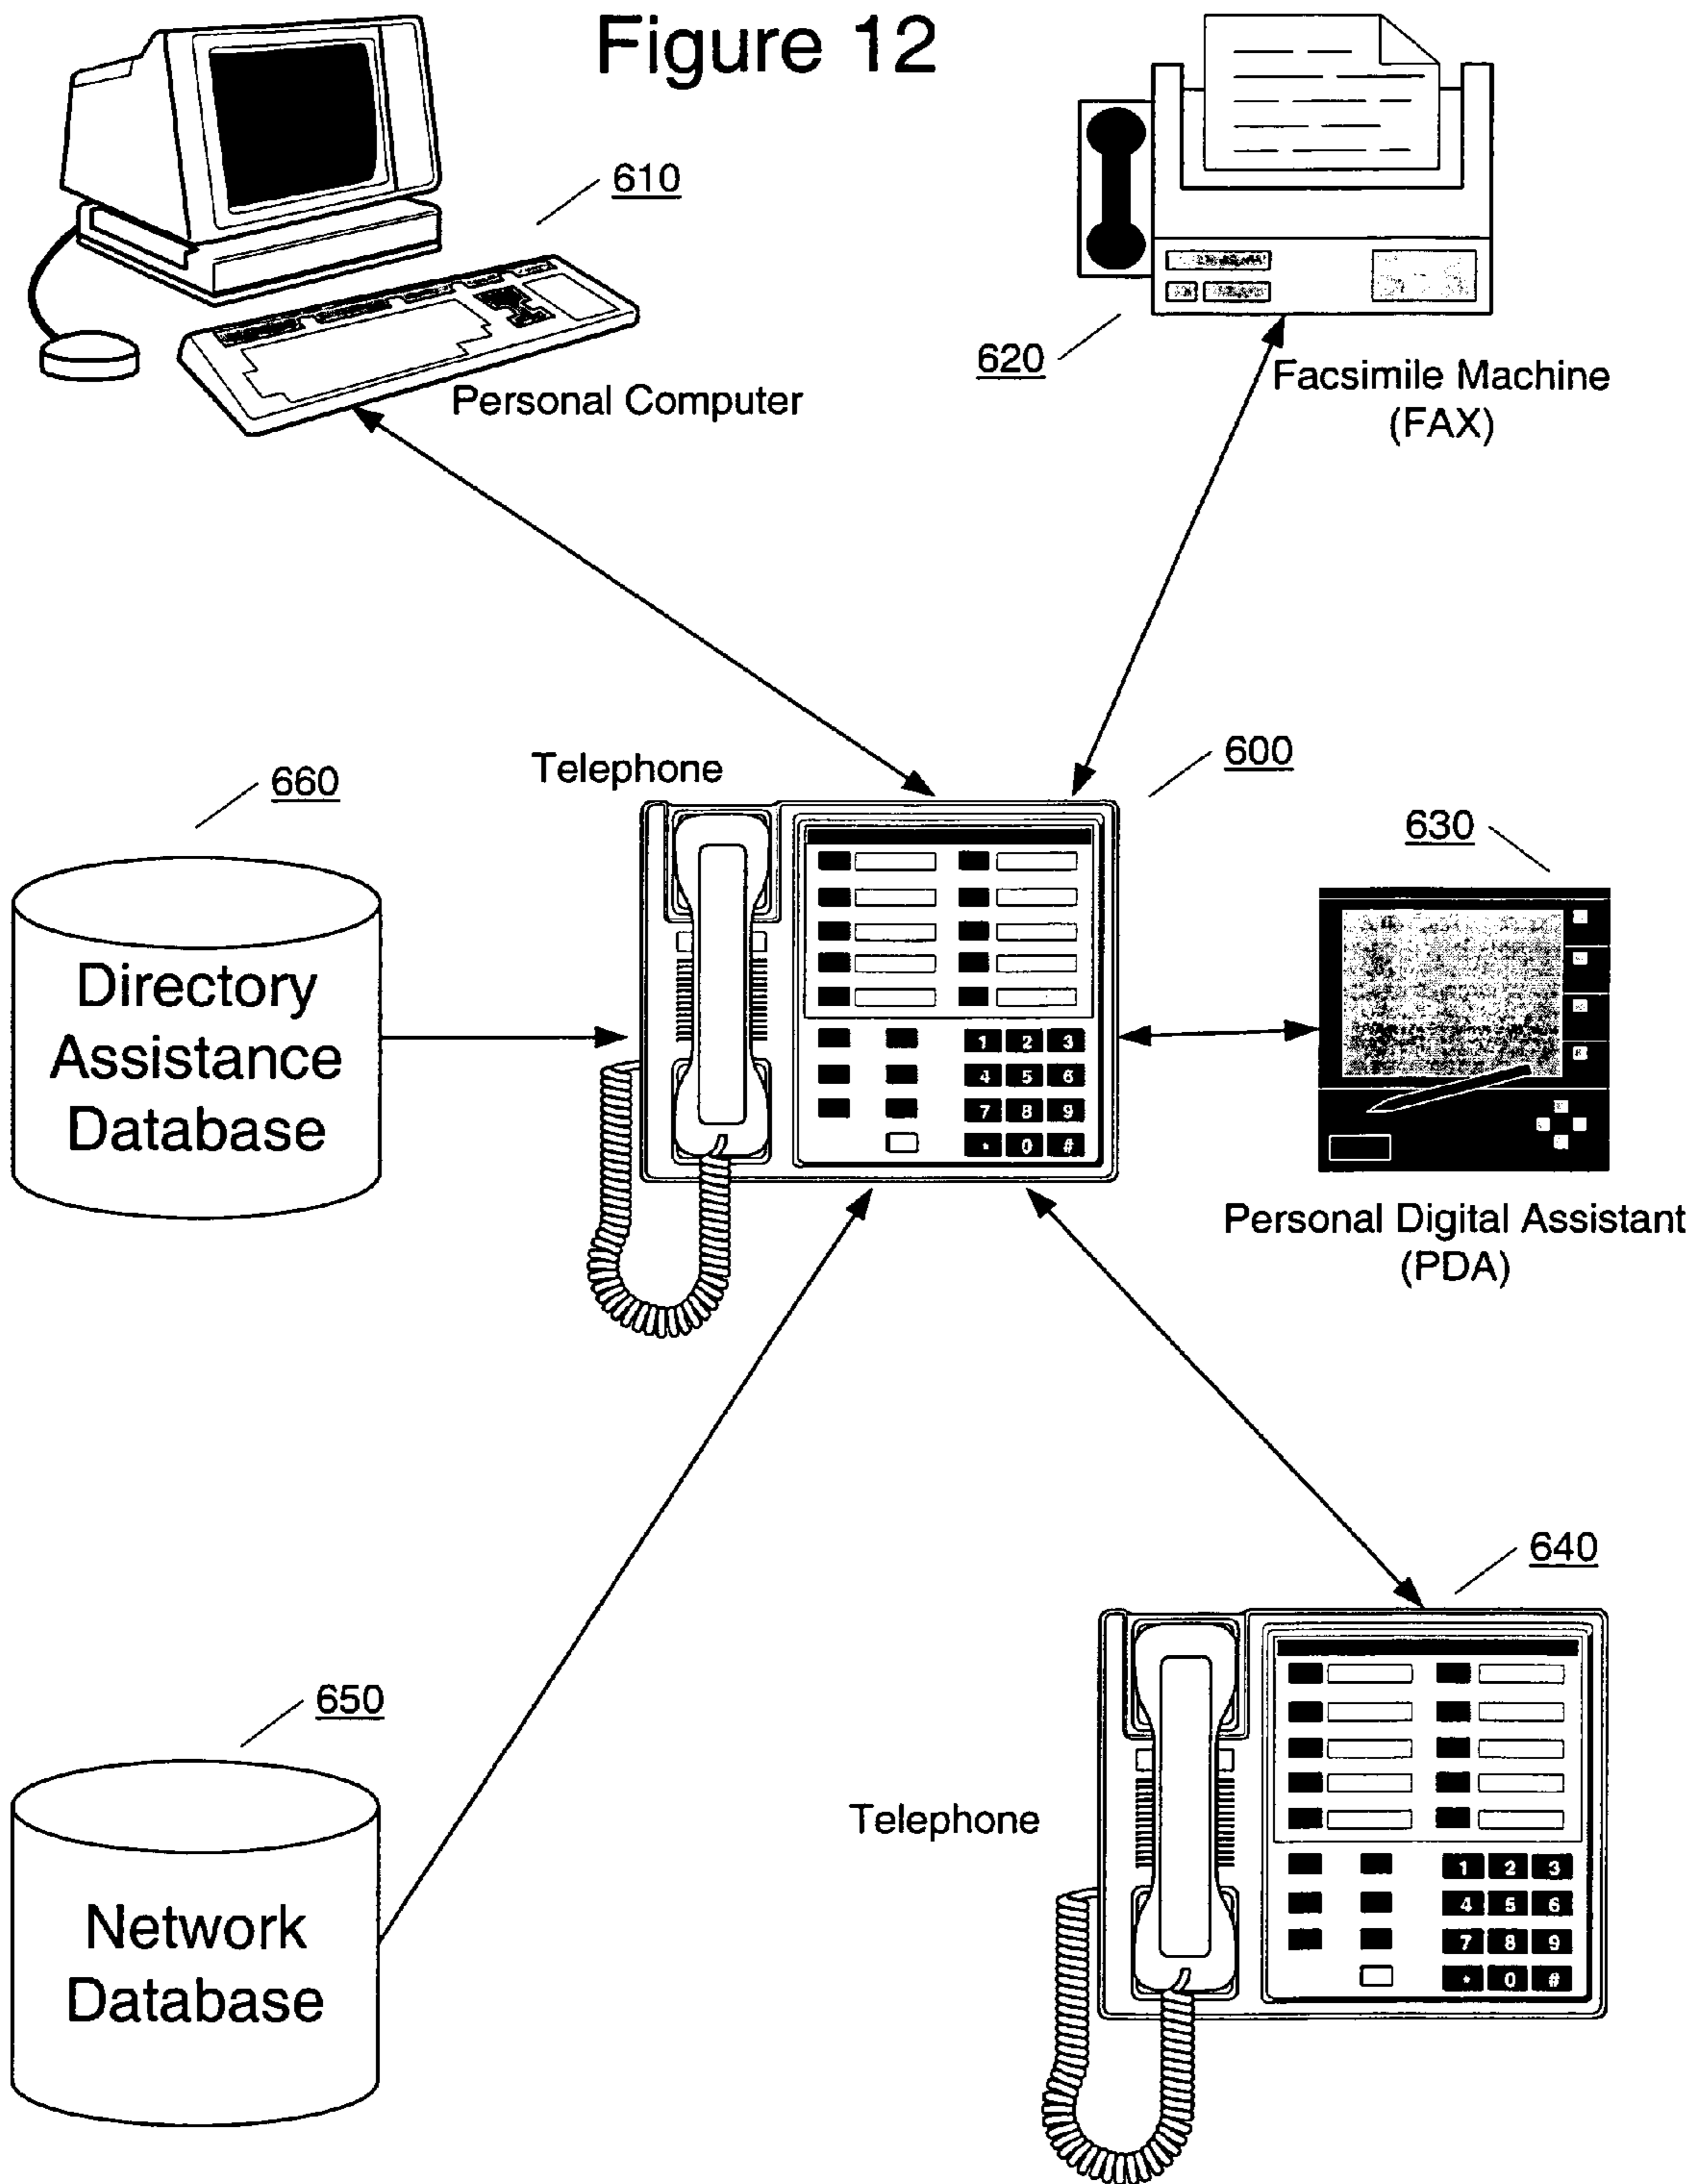 Figure 12
610
Personal Computer
620
Facsimile Machine
(FAX)
Telephone
600
660
630
Directory
Assistance
Database
1 2 3
4 5 6
7 8 9
* 0 #
Personal Digital Assistant
(PDA)
640
650
Telephone
Network
Database
1 2 3
4 5 6
7 8 9
* 0 #